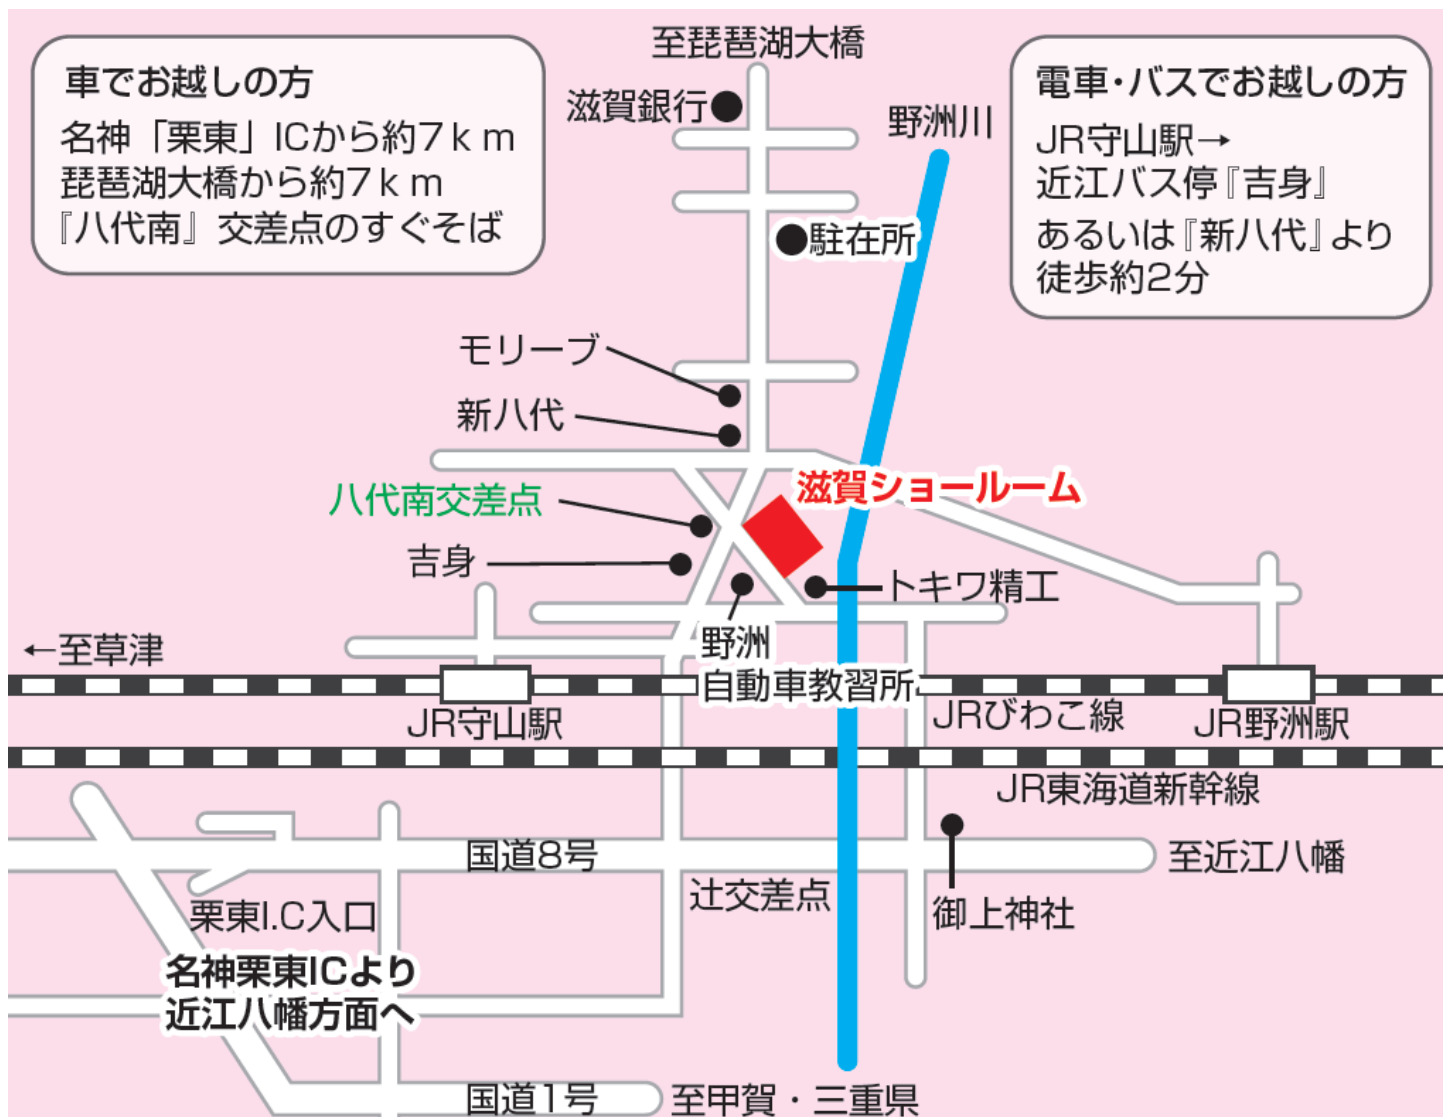 車でお越しの方
名神「栗東」ICから約7km
琵琶湖大橋から約7km
『八代南』交差点のすぐそば
至琵琶湖大橋
滋賀銀行
野洲川
電車・バスでお越しの方
JR守山駅→
近江バス停『吉身』
あるいは『新八代』より
徒歩約2分
駐在所
モリーブ
新八代
滋賀ショールーム
八代南交差点
吉身
トキワ精工
野洲
自動車教習所
←至草津
JR守山駅
JRびわこ線
JR野洲駅
JR東海道新幹線
国道8号
至近江八幡
辻交差点
御上神社
栗東I.C入口
名神栗東ICより
近江八幡方面へ
国道1号
至甲賀・三重県